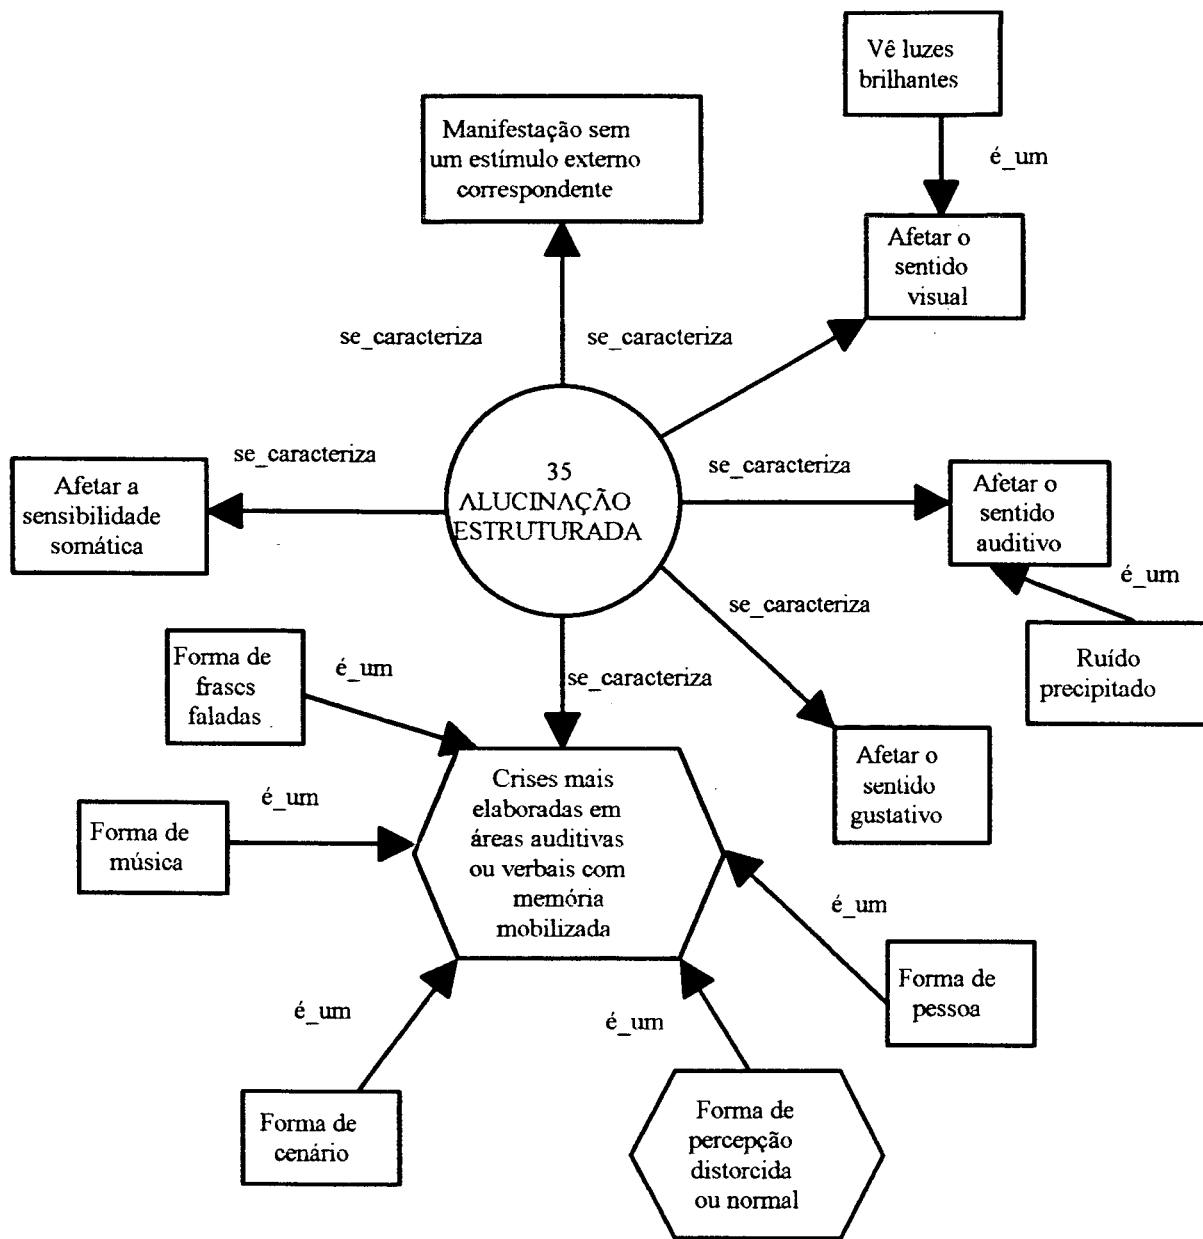 Vê luzes
brilhantes
Manifestação sem
um estímulo externo
correspondente
é_um
Afetar o
sentido
visual
se_caracteriza
se_caracteriza
se_caracteriza
Afetar a
sensibilidade
somática
35
ALUCINAÇÃO
ESTRUTURADA
se_caracteriza
Afetar o
sentido
auditivo
é_um
se_caracteriza
Ruído
precipitado
Forma de
frases
faladas
é_um
se_caracteriza
Afetar o
sentido
gustativo
Crises mais
elaboradas em
áreas auditivas
ou verbais com
memória
mobilizada
é_um
Forma de
música
é_um
Forma de
pessoa
é_um
é_um
Forma de
cenário
Forma de
percepção
distorcida
ou normal